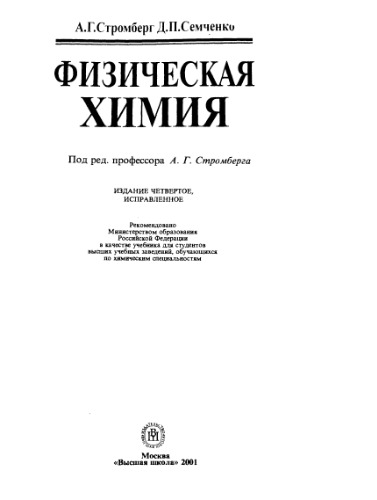 А.Г.Стромберг Д.П.Семченко
ФИЗИЧЕСКАЯ
ХИМИЯ
Под ред. профессора А. Г. Стромберга
ИЗДАНИЕ ЧЕТВЕРТОЕ,
ИСПРАВЛЕННОЕ
Рекомендовано
Министерством образования
Российской Федерации
в качестве учебника для студентов
высших учебных заведений, обучающихся
по химическим специальностям
Москва
«Высшая школа» 2001